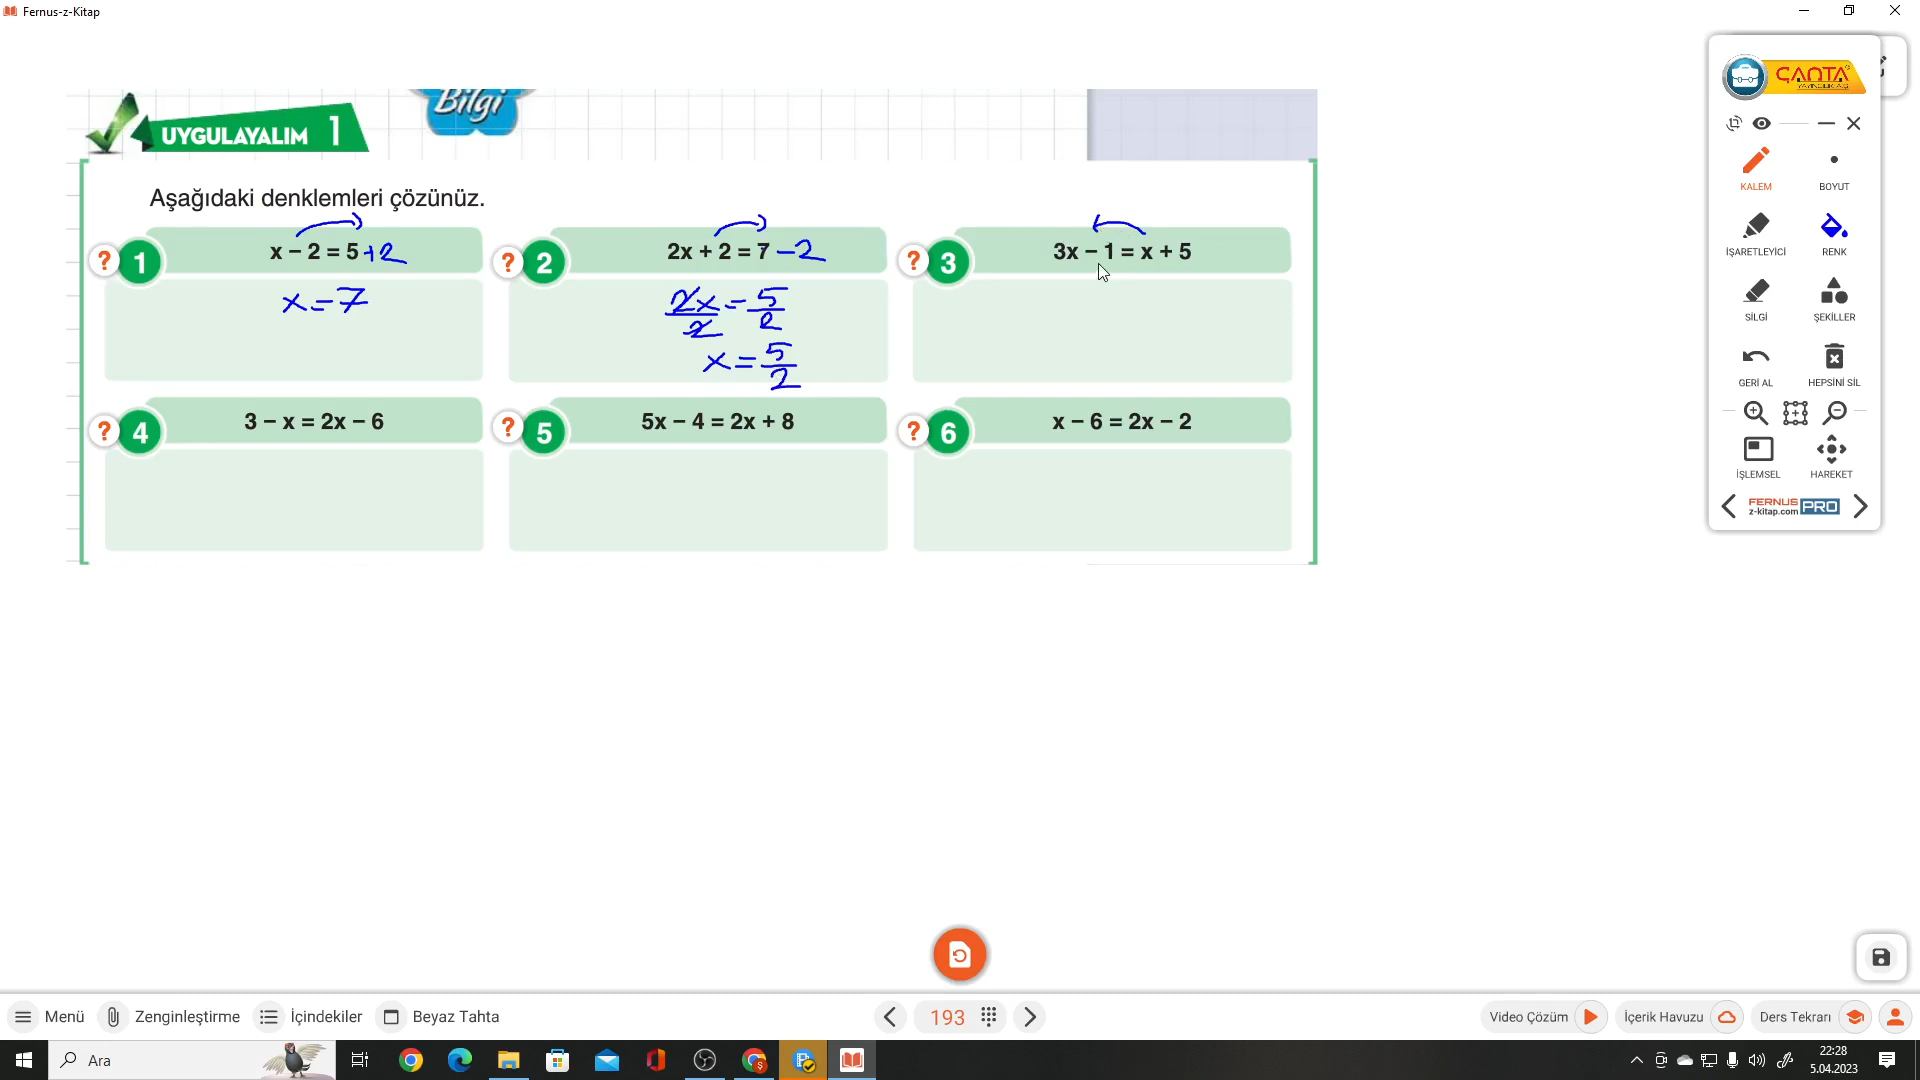 Fernus-z-Kitap
Bilgi
UYGULAYALIM 1
Aşağıdaki denklemleri çözünüz.
? 1 x – 2 = 5 +2
x = 7
? 2 2x + 2 = 7 –2
2x/2 = 5/2
x = 5/2
? 3 3x – 1 = x + 5
? 4 3 – x = 2x – 6
? 5 5x – 4 = 2x + 8
? 6 x – 6 = 2x – 2
ÇANTA
YAYINCILIK A.Ş.
KALEM BOYUT
İŞARETLEYİCİ RENK
SİLGİ ŞEKİLLER
GERİ AL HEPSİNİ SİL
İŞLEMSEL HAREKET
FERNUS
z-kitap.com PRO
Menü Zenginleştirme İçindekiler Beyaz Tahta 193 Video Çözüm İçerik Havuzu Ders Tekrarı
Ara 22:28
5.04.2023